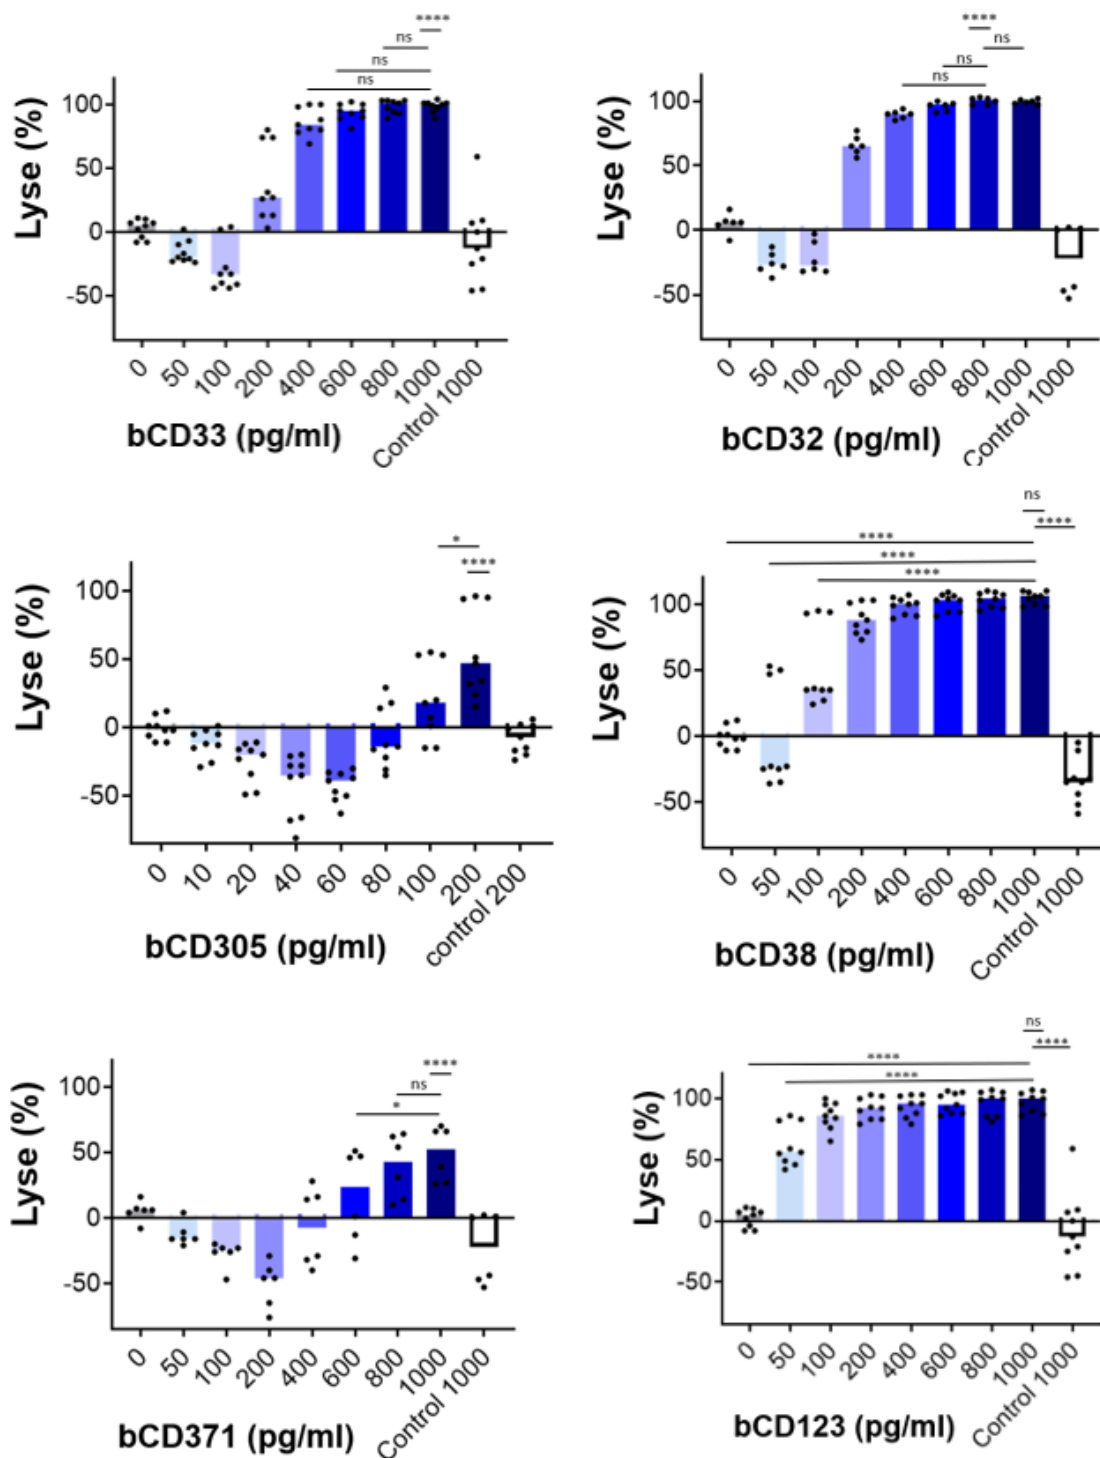 ****
ns
ns
ns
Lyse (%)
100
50
0
-50
0 50 100 200 400 600 800 1000 Control 1000
bCD33 (pg/ml)
****
ns
ns
ns
Lyse (%)
100
50
0
-50
0 50 100 200 400 600 800 1000 Control 1000
bCD32 (pg/ml)
*
****
Lyse (%)
100
50
0
-50
0 10 20 40 60 80 100 200 control 200
bCD305 (pg/ml)
ns
****
****
****
****
Lyse (%)
100
50
0
-50
0 50 100 200 400 600 800 1000 Control 1000
bCD38 (pg/ml)
****
ns
*
Lyse (%)
100
50
0
-50
0 50 100 200 400 600 800 1000 Control 1000
bCD371 (pg/ml)
ns
****
****
****
Lyse (%)
100
50
0
-50
0 50 100 200 400 600 800 1000 Control 1000
bCD123 (pg/ml)